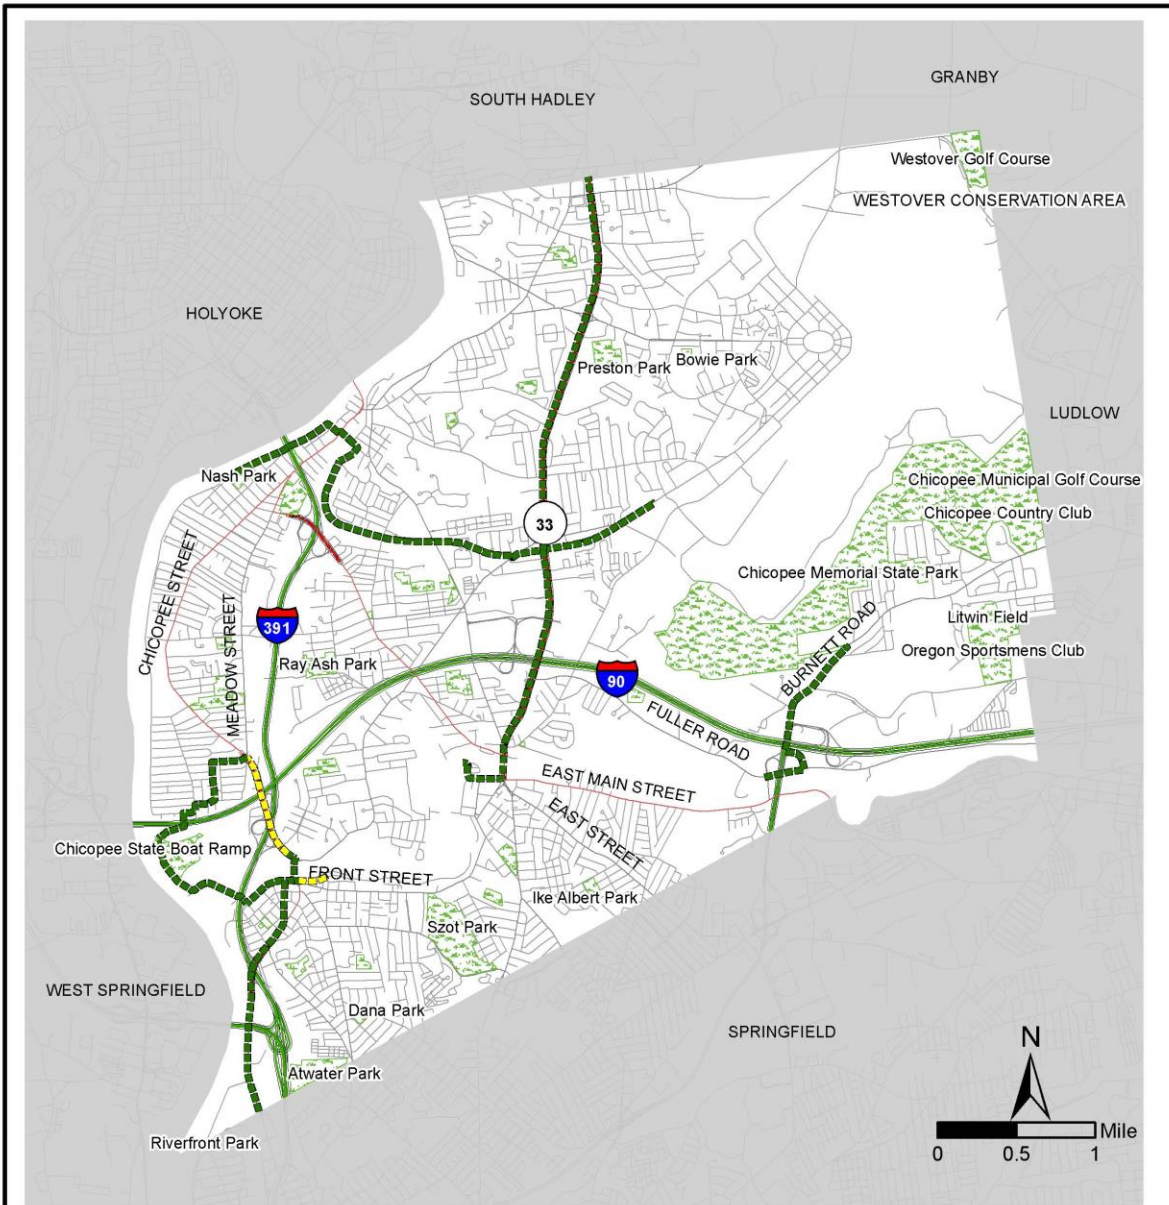 GRANBY
SOUTH HADLEY
Westover Golf Course
WESTOVER CONSERVATION AREA
HOLYOKE
Preston Park
Bowie Park
LUDLOW
Nash Park
Chicopee Municipal Golf Course
Chicopee Country Club
33
CHICOPEE STREET
Chicopee Memorial State Park
MEADOW STREET
391
BURNETT ROAD
Litwin Field
Oregon Sportsmens Club
Ray Ash Park
90
FULLER ROAD
EAST MAIN STREET
EAST STREET
Chicopee State Boat Ramp
FRONT STREET
Ike Albert Park
Szot Park
WEST SPRINGFIELD
Dana Park
SPRINGFIELD
N
Atwater Park
Mile
0 0.5 1
Riverfront Park